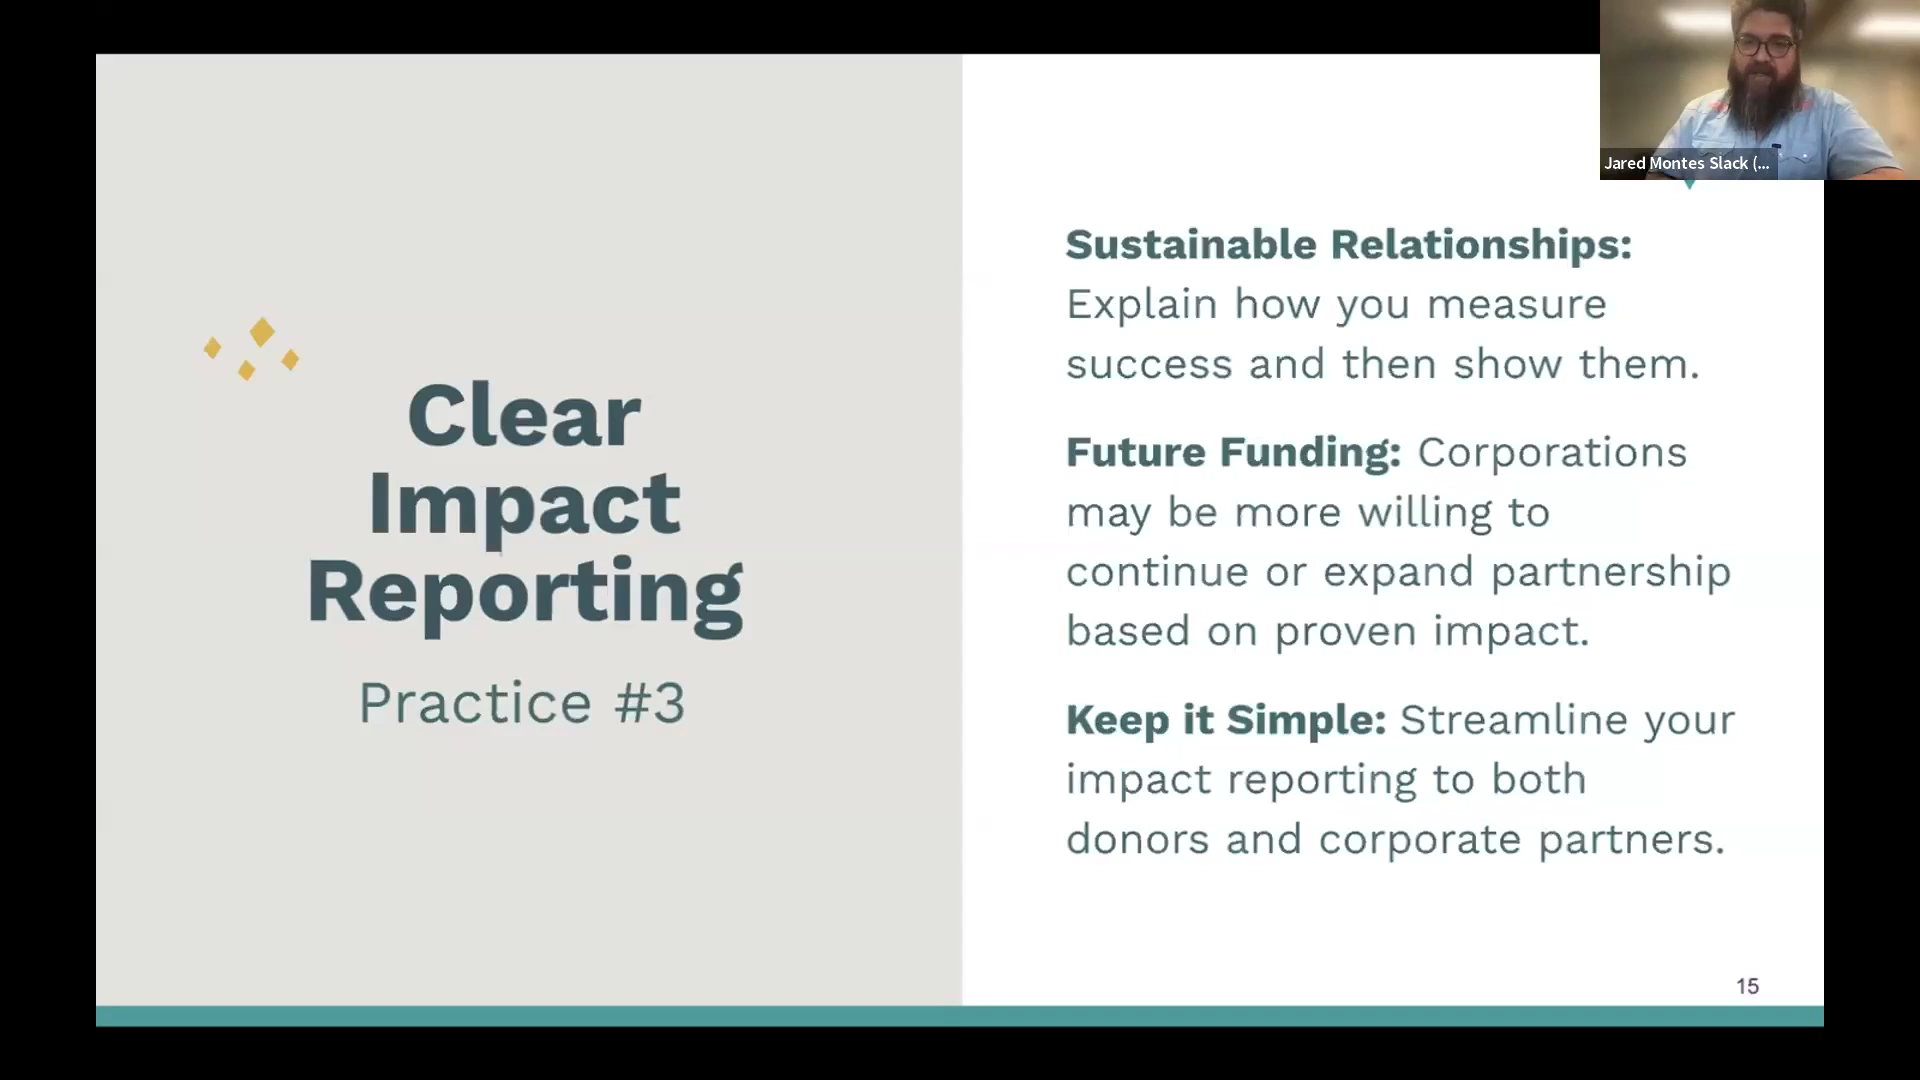 Clear
Impact
Reporting
Practice #3
Jared Montes Slack (...
Sustainable Relationships:
Explain how you measure
success and then show them.
Future Funding: Corporations
may be more willing to
continue or expand partnership
based on proven impact.
Keep it Simple: Streamline your
impact reporting to both
donors and corporate partners.
15